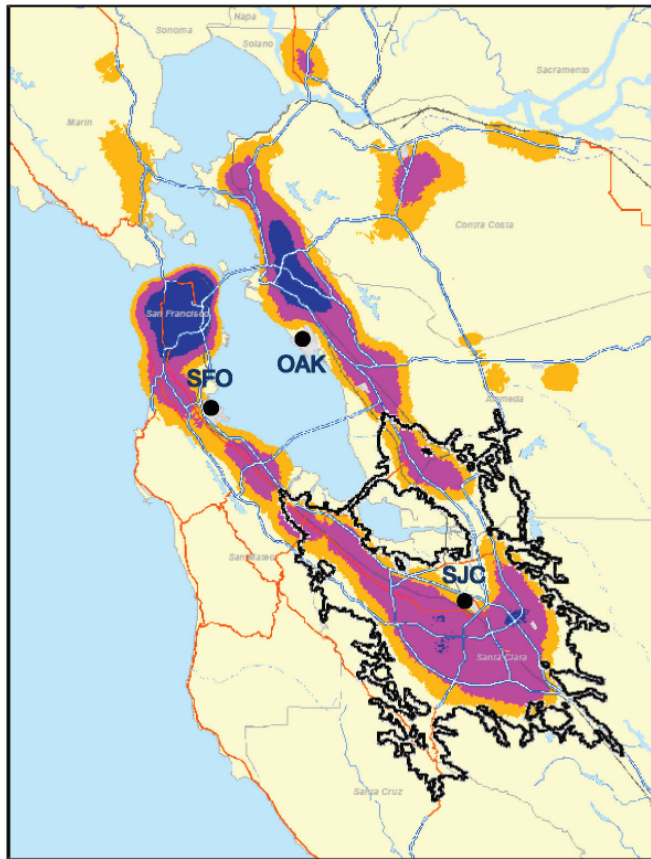 Napa
Sonoma
Solano
Sacramento
Marin
Contra Costa
San Francisco
OAK
SFO
Alameda
San Mateo
SJC
Santa Clara
Santa Cruz